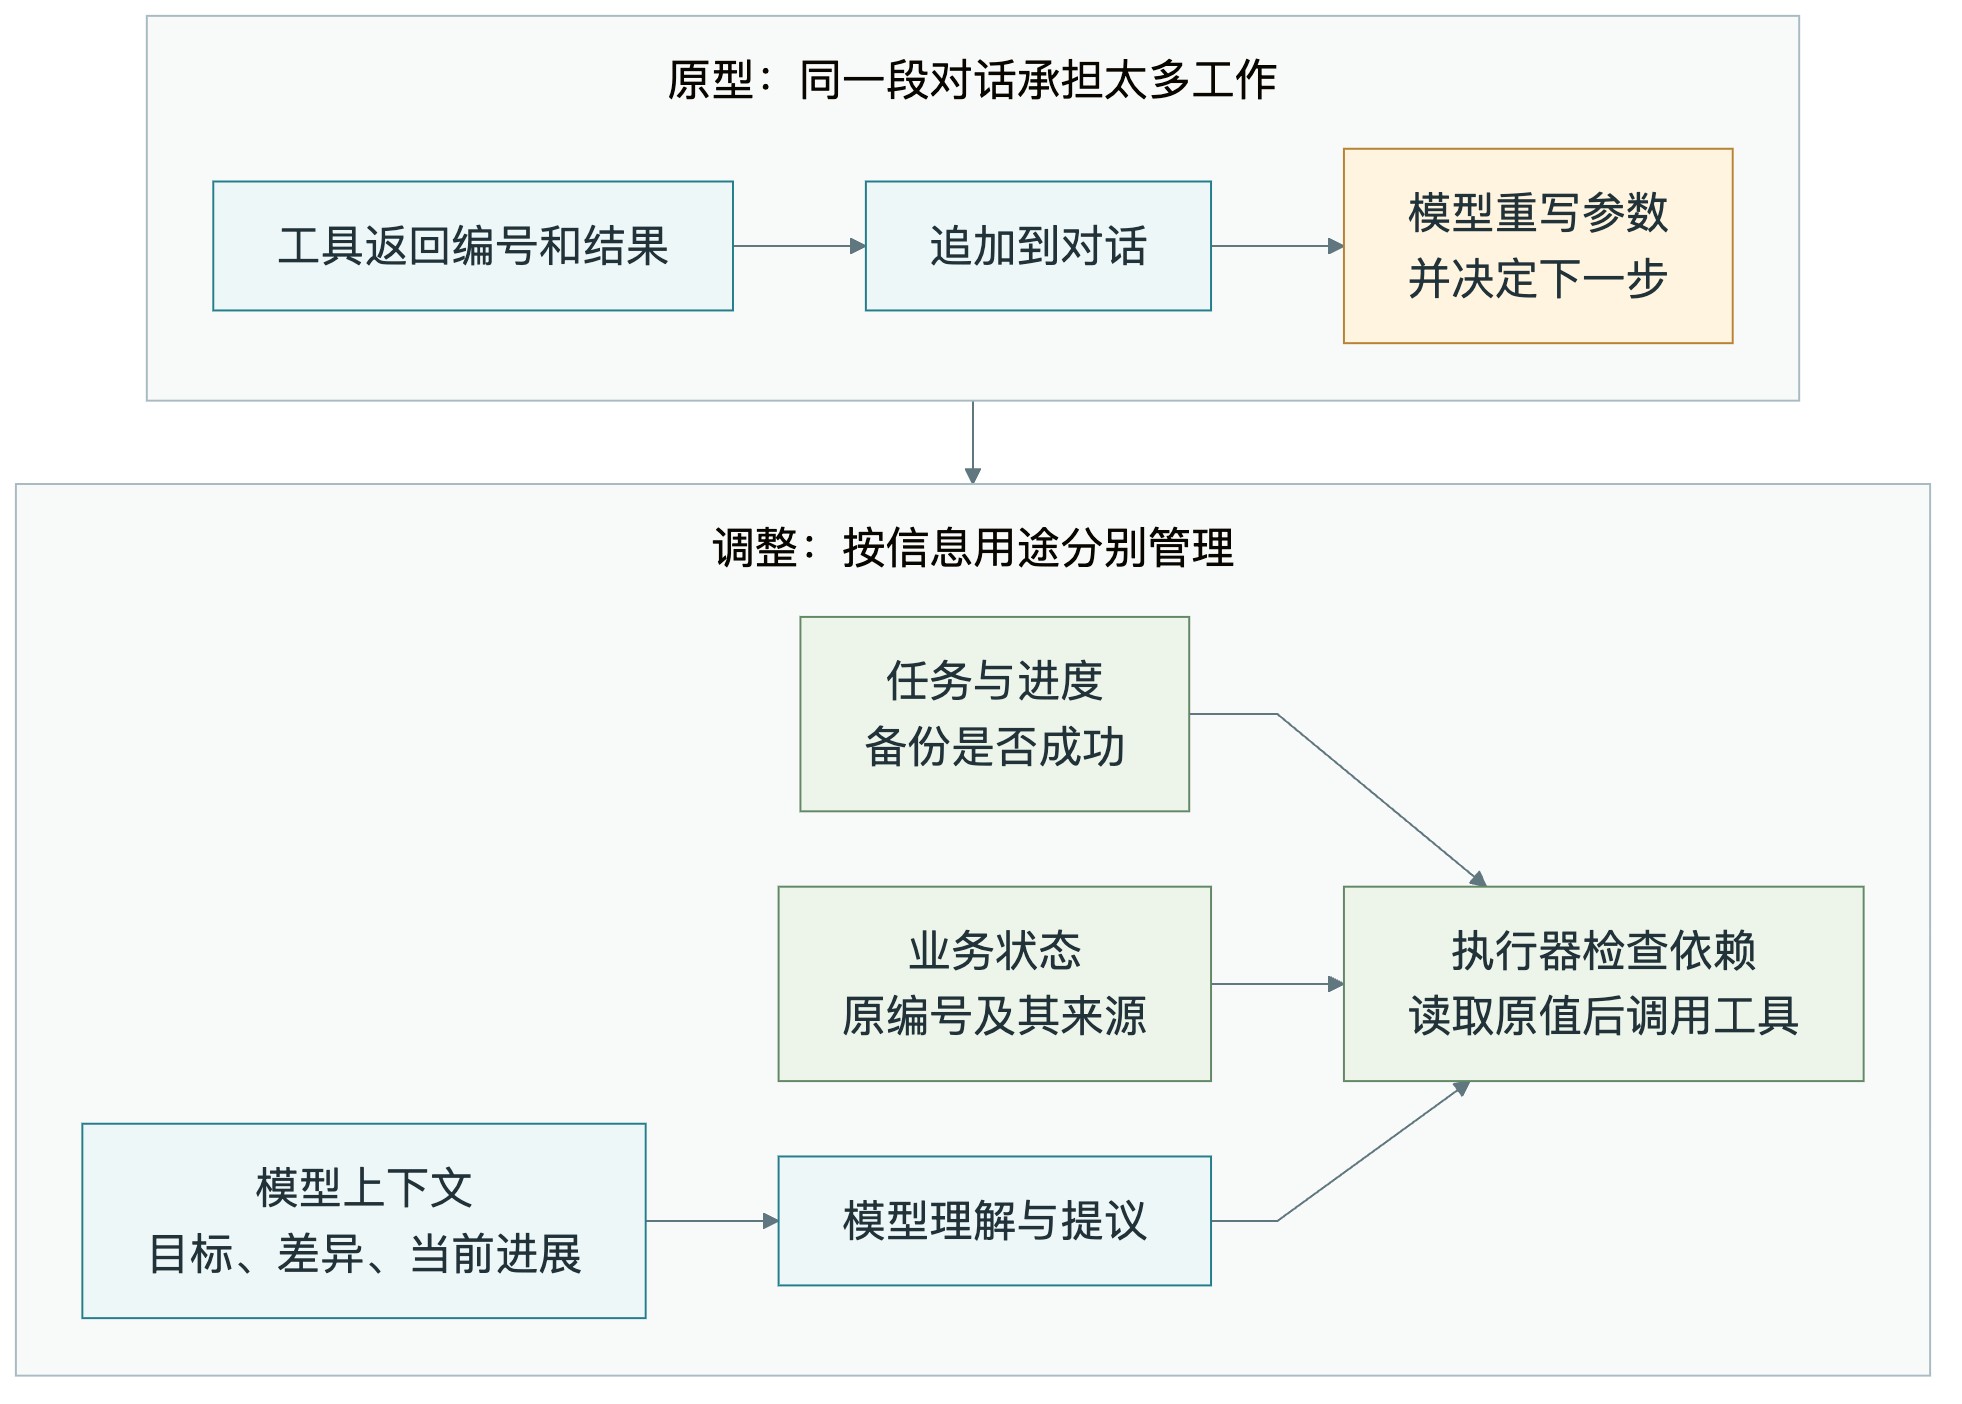 原型：同一段对话承担太多工作
工具返回编号和结果
追加到对话
模型重写参数
并决定下一步
调整：按信息用途分别管理
任务与进度
备份是否成功
业务状态
原编号及其来源
执行器检查依赖
读取原值后调用工具
模型上下文
目标、差异、当前进展
模型理解与提议